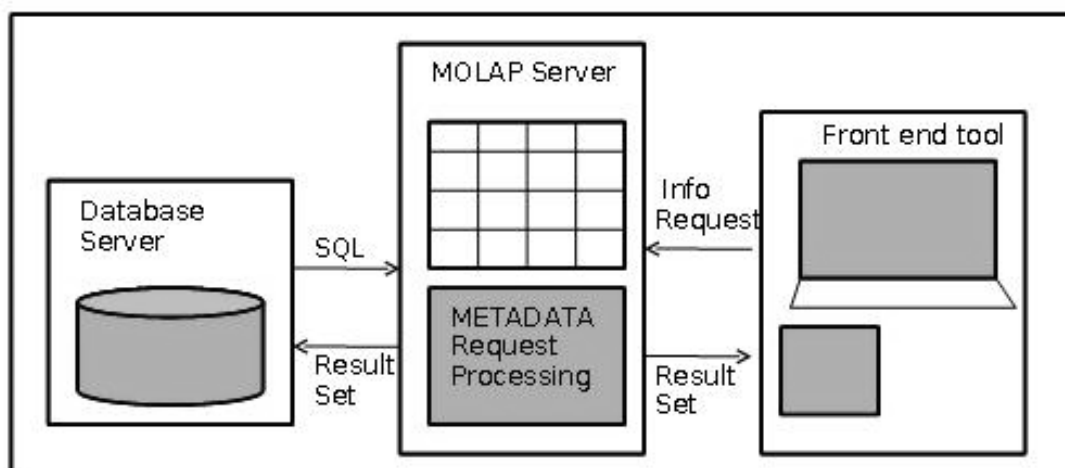 MOLAP Server
Front end tool
Database
Server
SQL
Info
Request
METADATA
Request
Processing
Result
Set
Result
Set